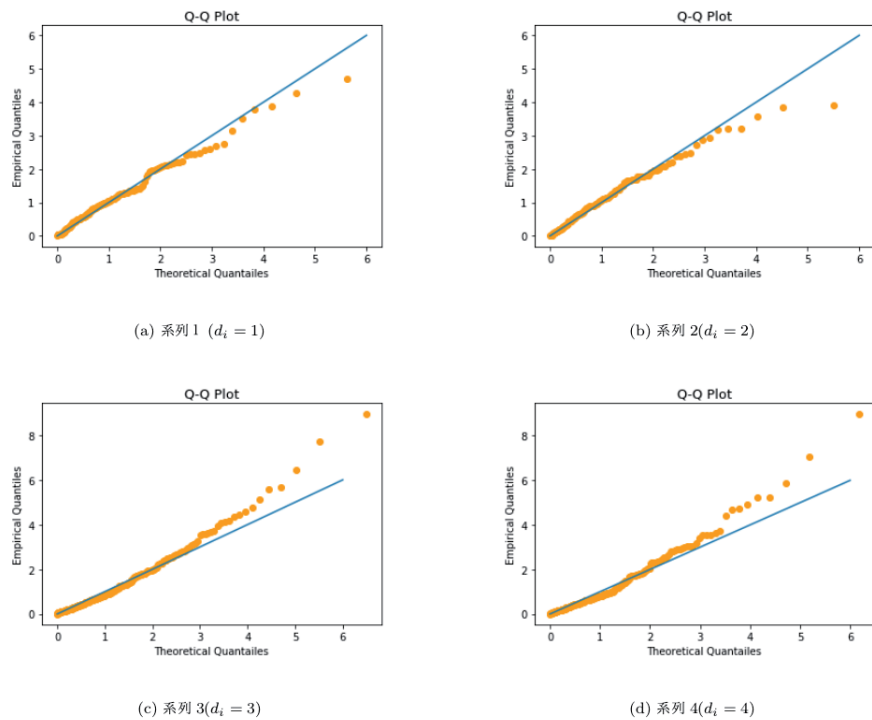 Q-Q Plot
6
5
4
3
2
1
0
Empirical Quantiles
0 1 2 3 4 5 6
Theoretical Quantailes
(a) 系列 1 (d_i = 1)
Q-Q Plot
6
5
4
3
2
1
0
Empirical Quantiles
0 1 2 3 4 5 6
Theoretical Quantailes
(b) 系列 2(d_i = 2)
Q-Q Plot
8
6
4
2
0
Empirical Quantiles
0 1 2 3 4 5 6
Theoretical Quantailes
(c) 系列 3(d_i = 3)
Q-Q Plot
8
6
4
2
0
Empirical Quantiles
0 1 2 3 4 5 6
Theoretical Quantailes
(d) 系列 4(d_i = 4)